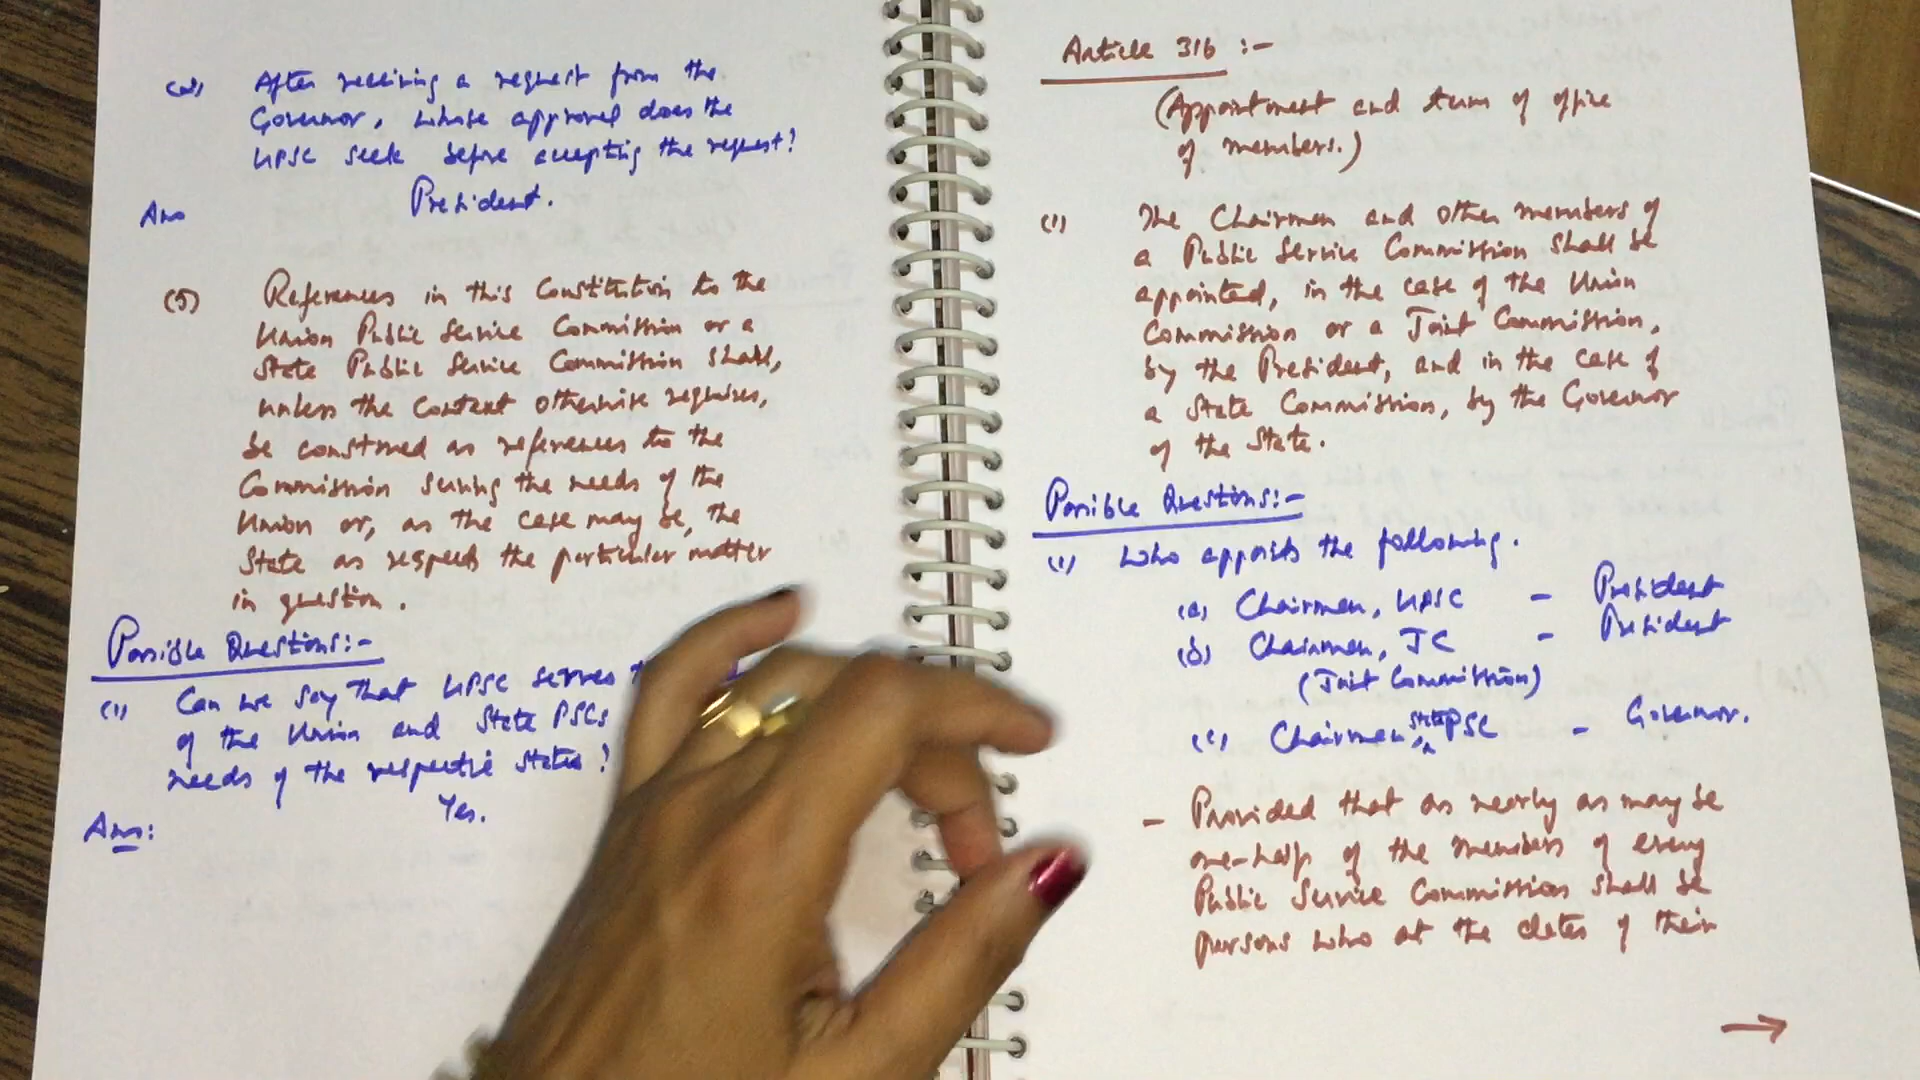 (2) After receiving a request from the
Governor, whose approval does the
UPSC seek before accepting the request?
Ans President.
(5) References in this Constitution to the
Union Public Service Commission or a
State Public Service Commission shall,
unless the context otherwise requires,
be construed as references to the
Commission serving the needs of the
Union or, as the case may be, the
State as respects the particular matter
in question.
Possible Questions:-
(1) Can we say that UPSC serves
of the Union and State PSCs
needs of the respective States?
Ans: Yes.
Article 316 :-
(Appointment and term of office
of members.)
(1) The Chairman and other members of
a Public Service Commission shall be
appointed, in the case of the Union
Commission or a Joint Commission,
by the President, and in the case of
a State Commission, by the Governor
of the State.
Possible Questions:-
(1) Who appoints the following.
(a) Chairman, UPSC - President
(b) Chairman, JC - President
(Joint Commission)
(c) Chairman, State PSC - Governor.
- Provided that as nearly as may be
one-half of the members of every
Public Service Commission shall be
persons who at the dates of their
→